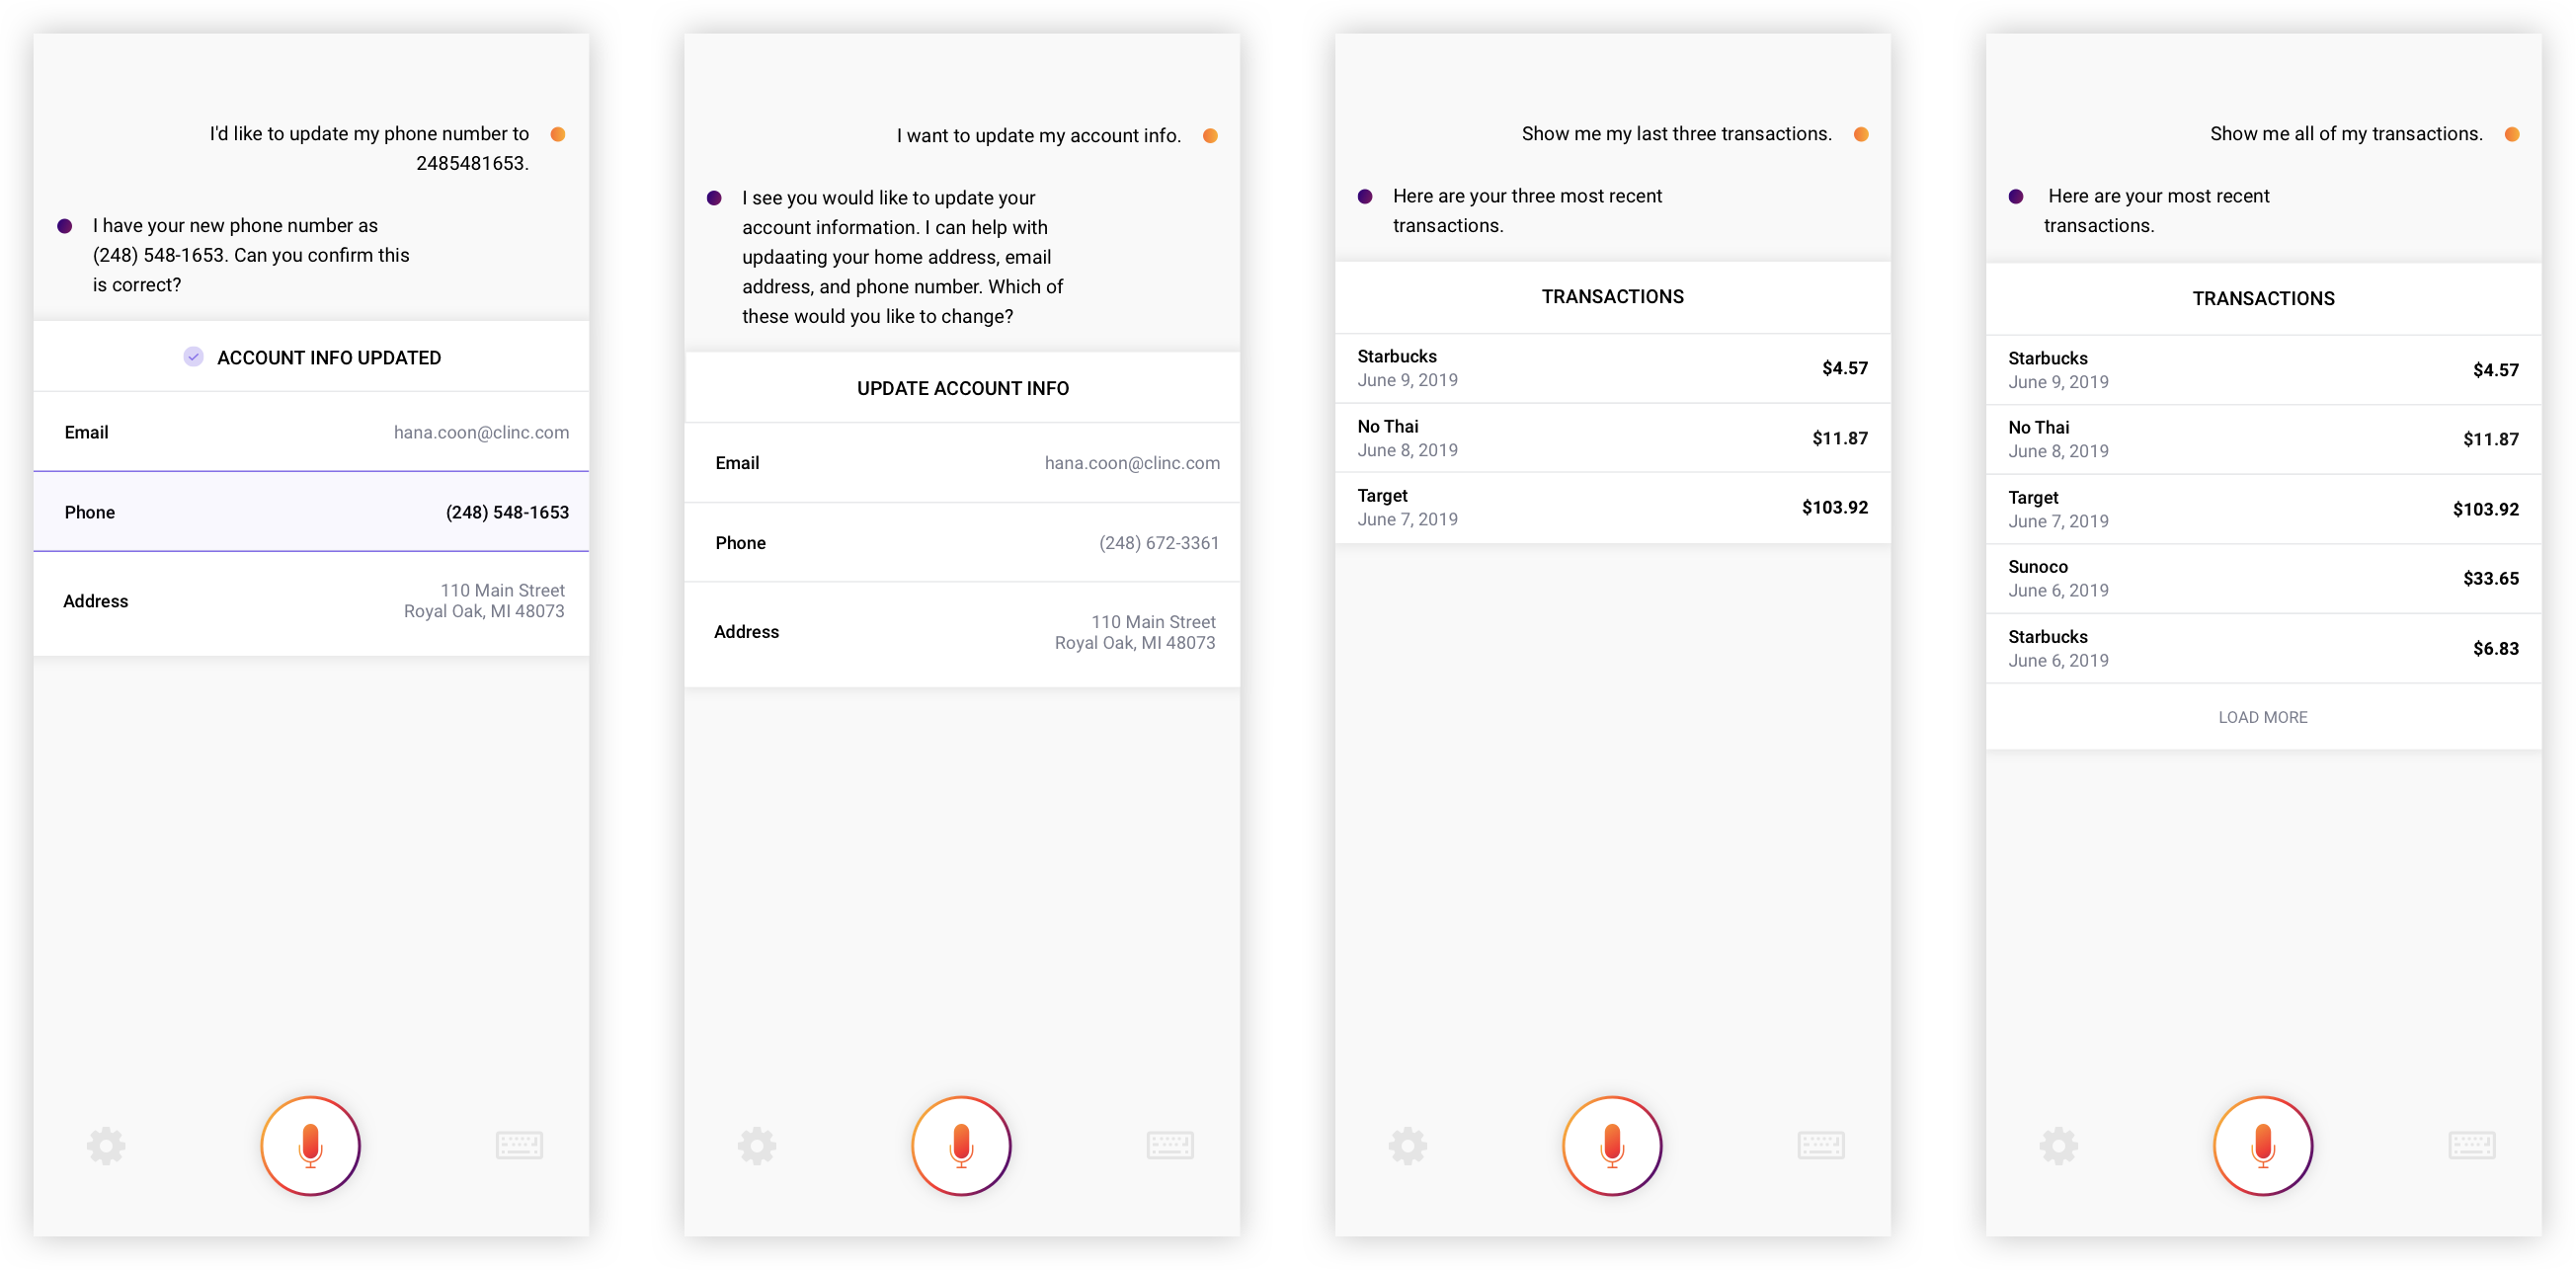 I'd like to update my phone number to
2485481653.
I have your new phone number as
(248) 548-1653. Can you confirm this
is correct?
ACCOUNT INFO UPDATED
Email hana.coon@clinc.com
Phone (248) 548-1653
Address 110 Main Street
Royal Oak, MI 48073
I want to update my account info.
I see you would like to update your
account information. I can help with
updaating your home address, email
address, and phone number. Which of
these would you like to change?
UPDATE ACCOUNT INFO
Email hana.coon@clinc.com
Phone (248) 672-3361
Address 110 Main Street
Royal Oak, MI 48073
Show me my last three transactions.
Here are your three most recent
transactions.
TRANSACTIONS
Starbucks $4.57
June 9, 2019
No Thai $11.87
June 8, 2019
Target $103.92
June 7, 2019
Show me all of my transactions.
Here are your most recent
transactions.
TRANSACTIONS
Starbucks $4.57
June 9, 2019
No Thai $11.87
June 8, 2019
Target $103.92
June 7, 2019
Sunoco $33.65
June 6, 2019
Starbucks $6.83
June 6, 2019
LOAD MORE